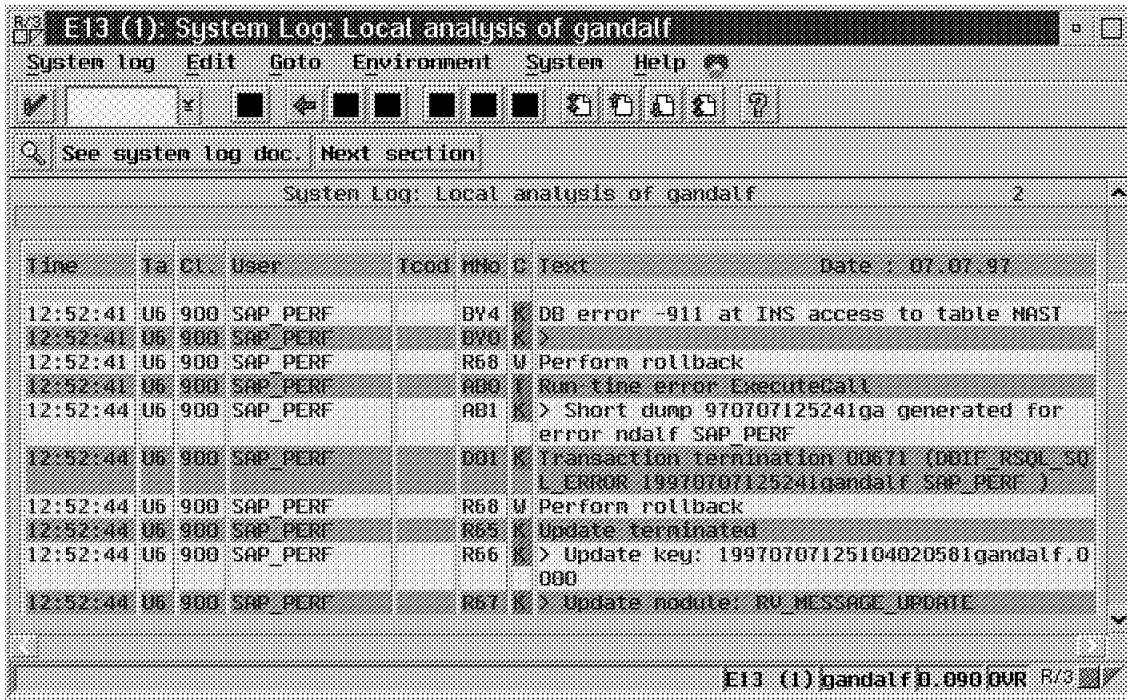 R/3 E13 (1): System Log: Local analysis of gandalf
System log Edit Goto Environment System Help
See system log doc. Next section
System Log: Local analysis of gandalf 2
Time Ta Cl. User Tcod MNo C Text Date : 07.07.97
12:52:41 U6 900 SAP_PERF BY4 K DB error -911 at INS access to table NAST
12:52:41 U6 900 SAP_PERF BY0 K >
12:52:41 U6 900 SAP_PERF R68 W Perform rollback
12:52:41 U6 900 SAP_PERF AB0 T Run-time error ExecuteCall
12:52:44 U6 900 SAP_PERF AB1 K > Short dump 970707125241ga generated for
error ndalf SAP_PERF
12:52:44 U6 900 SAP_PERF D01 K Transaction termination 00671 (DBIF_RSQL_SQ
L_ERROR 19970707125241gandalf SAP_PERF )
12:52:44 U6 900 SAP_PERF R68 W Perform rollback
12:52:44 U6 900 SAP_PERF R65 K Update terminated
12:52:44 U6 900 SAP_PERF R66 K > Update key: 19970707125104020581gandalf.0
000
12:52:44 U6 900 SAP_PERF R67 K > Update module: RV_MESSAGE_UPDATE
E13 (1) gandalf 0.090 OVR R/3